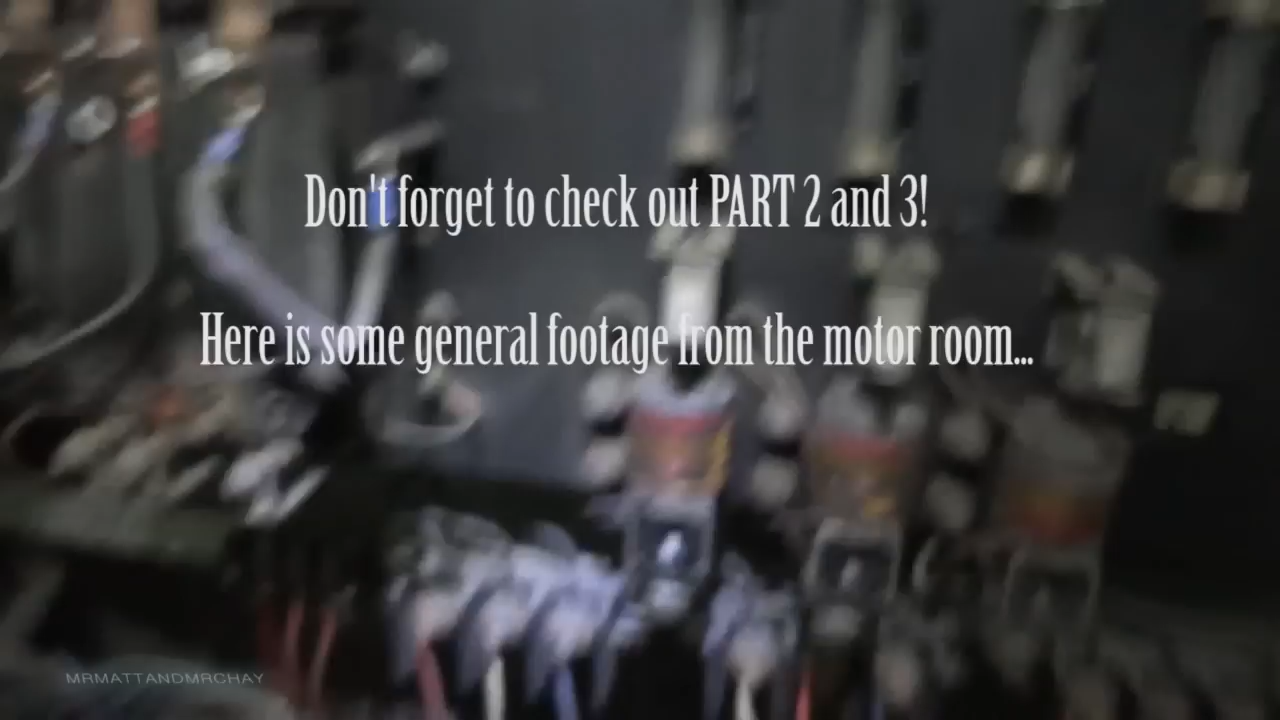 Don't forget to check out PART 2 and 3!
Here is some general footage from the motor room...
MRMATTANDMRCHAY